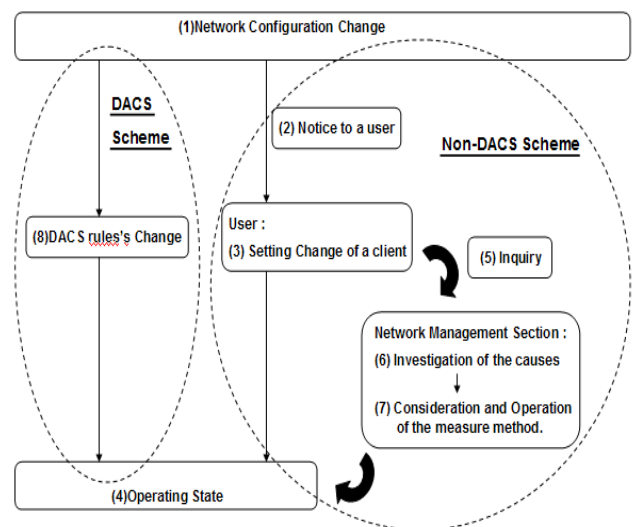 (1)Network Configuration Change
DACS
Scheme
(2) Notice to a user
Non-DACS Scheme
(8)DACS rules's Change
User :
(3) Setting Change of a client
(5) Inquiry
Network Management Section :
(6) Investigation of the causes
(7) Consideration and Operation
of the measure method.
(4)Operating State